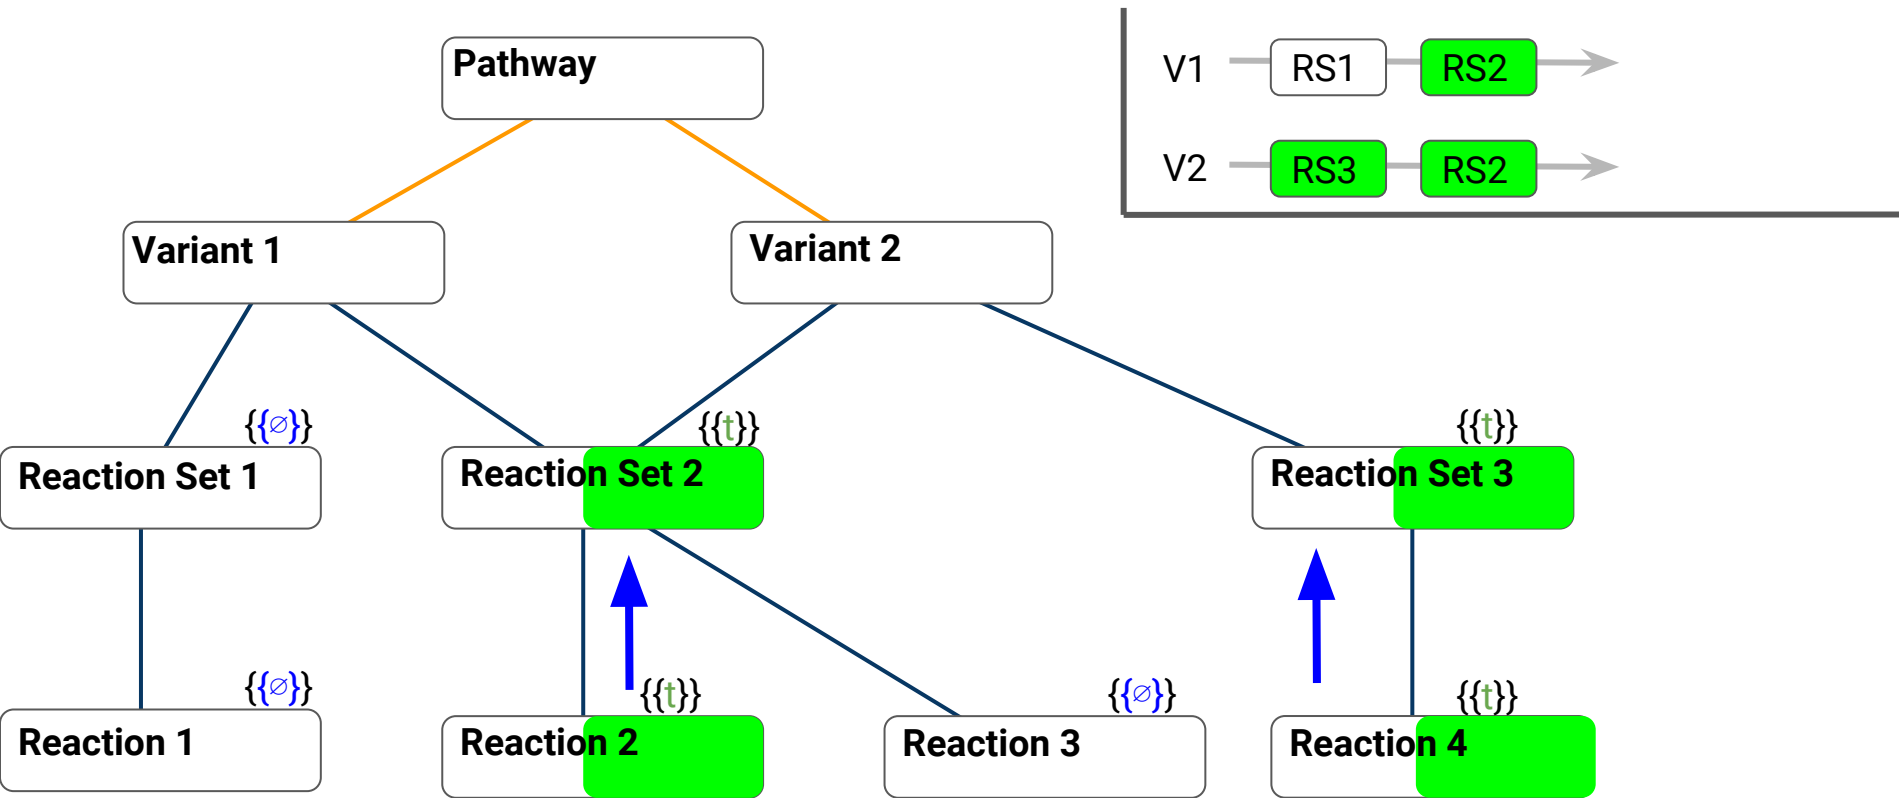 Pathway
V1 RS1 RS2
V2 RS3 RS2
Variant 1
Variant 2
{{∅}}
{{t}}
{{t}}
Reaction Set 1
Reaction Set 2
Reaction Set 3
{{∅}}
{{t}}
{{∅}}
{{t}}
Reaction 1
Reaction 2
Reaction 3
Reaction 4